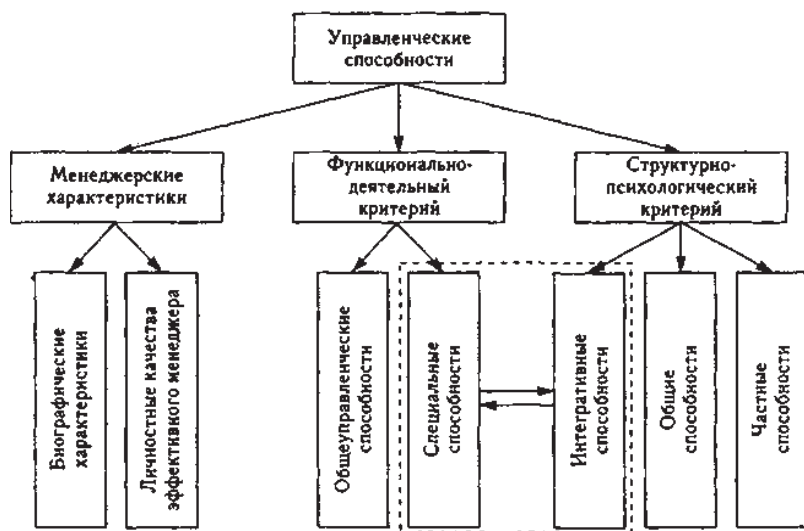 Управленческие
способности
Менеджерские
характеристики
Функционально-
деятельный
критерий
Структурно-
психологический
критерий
Биографические
характеристики
Личностные качества
эффективного менеджера
Общеуправленческие
способности
Специальные
способности
Интегративные
способности
Общие
способности
Частные
способности